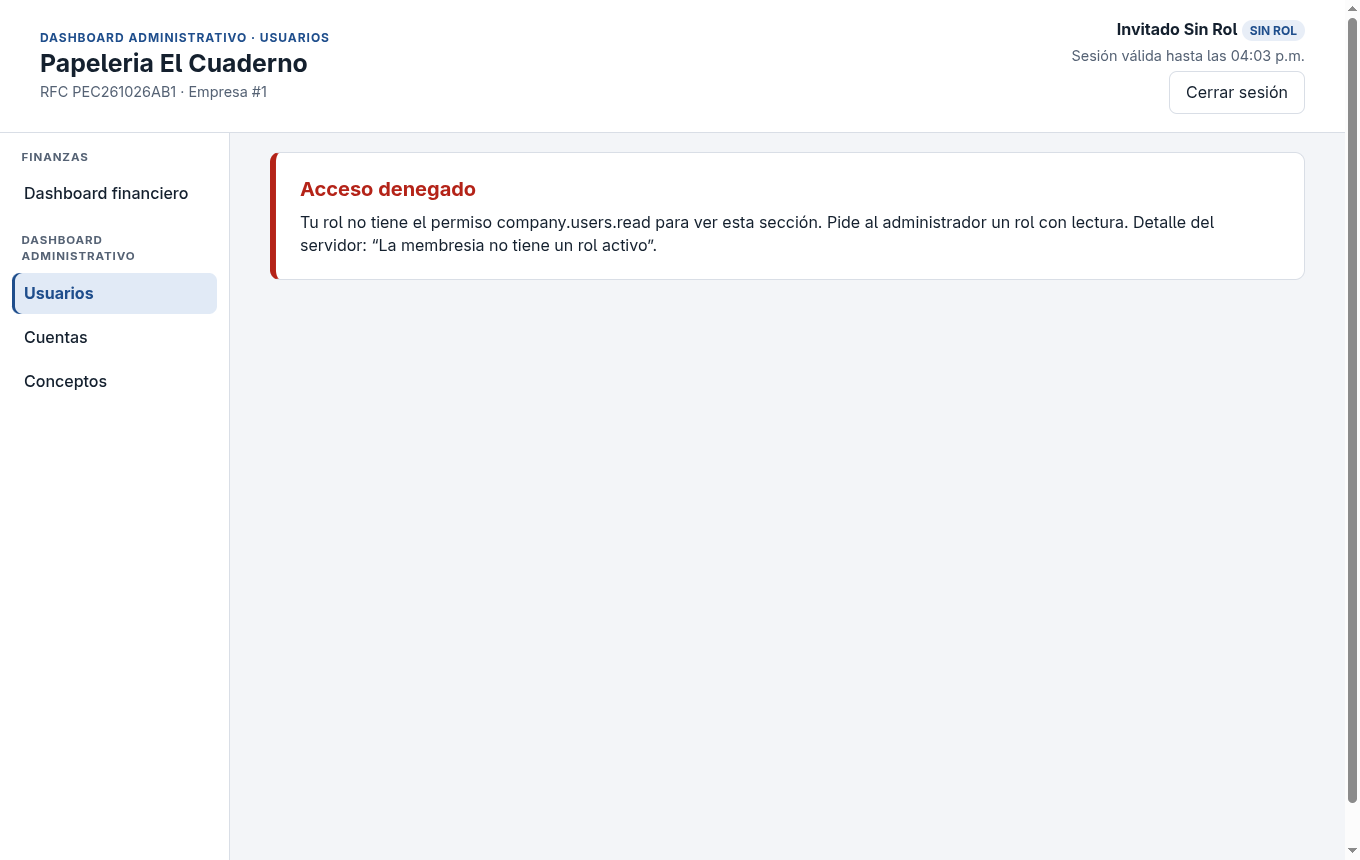 DASHBOARD ADMINISTRATIVO · USUARIOS
Papeleria El Cuaderno
RFC PEC261026AB1 · Empresa #1
Invitado Sin Rol SIN ROL
Sesión válida hasta las 04:03 p.m.
Cerrar sesión
FINANZAS
Dashboard financiero
DASHBOARD
ADMINISTRATIVO
Usuarios
Cuentas
Conceptos
Acceso denegado
Tu rol no tiene el permiso company.users.read para ver esta sección. Pide al administrador un rol con lectura. Detalle del
servidor: “La membresia no tiene un rol activo”.